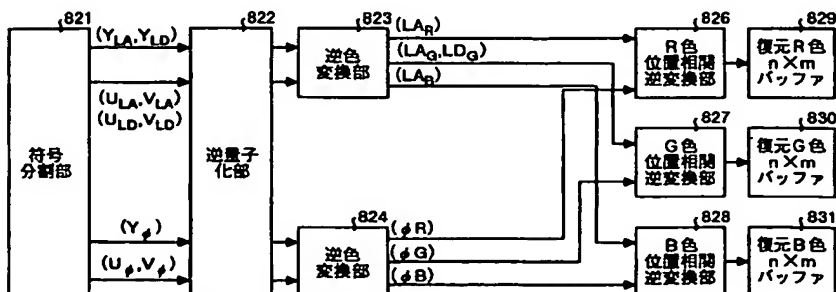 821
符号
分割部
(Y_LA,Y_LD)
(U_LA,V_LA)
(U_LD,V_LD)
(Y_φ)
(U_φ,V_φ)
822
逆量子
化部
823
逆色
変換部
824
逆色
変換部
(LA_R)
(LA_G,LD_G)
(LA_B)
(φR)
(φG)
(φB)
826
R色
位置相関
逆変換部
829
復元R色
n×m
バッファ
827
G色
位置相関
逆変換部
830
復元G色
n×m
バッファ
828
B色
位置相関
逆変換部
831
復元B色
n×m
バッファ